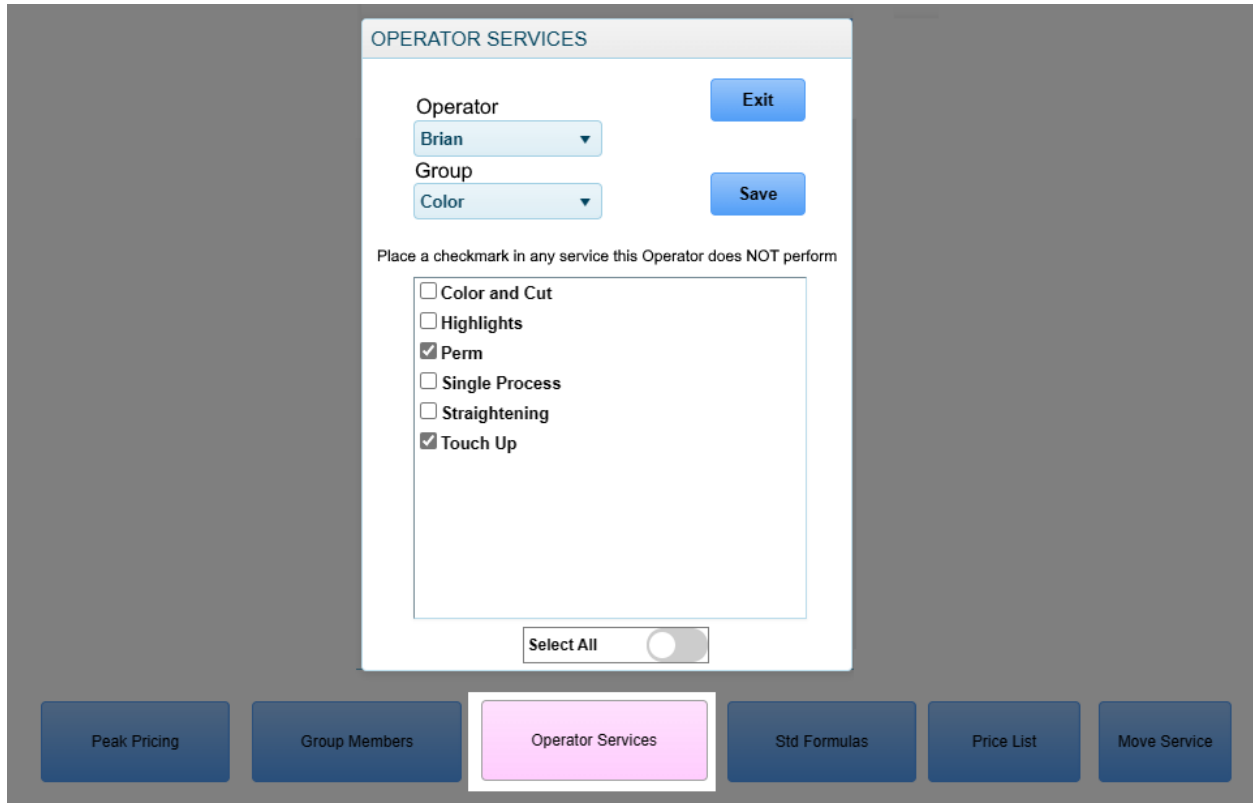 OPERATOR SERVICES
Operator
Exit
Brian
Group
Color
Save
Place a checkmark in any service this Operator does NOT perform
Color and Cut
Highlights
Perm
Single Process
Straightening
Touch Up
Select All
Peak Pricing
Group Members
Operator Services
Std Formulas
Price List
Move Service